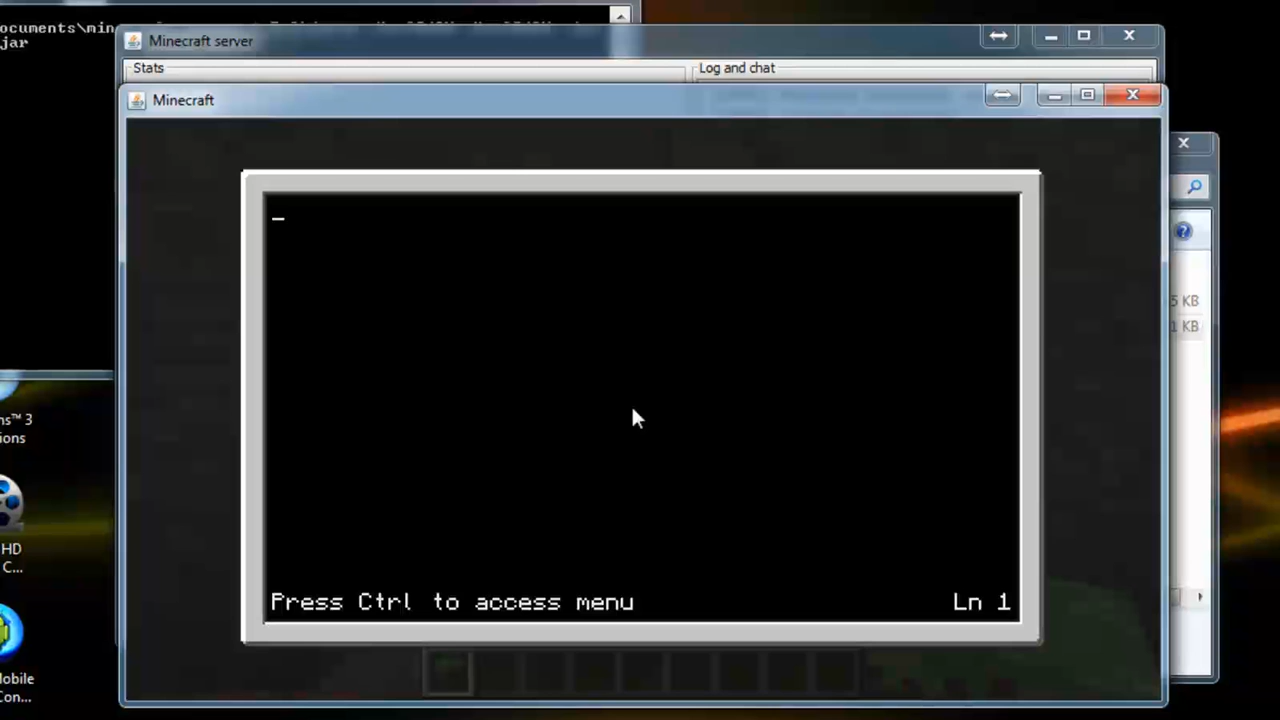 ocuments\min
jar
Minecraft server
Stats
Log and chat
Minecraft
5 KB
1 KB
Press Ctrl to access menu
Ln 1
ns™ 3
ions
HD
C...
Mobile
Con...